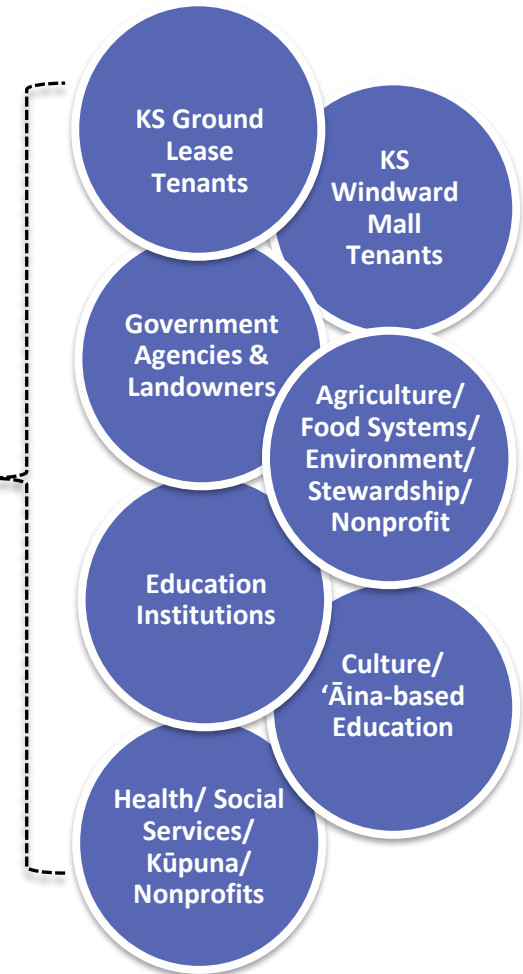 KS Ground
Lease
Tenants
KS
Windward
Mall
Tenants
Government
Agencies &
Landowners
Agriculture/
Food Systems/
Environment/
Stewardship/
Nonprofit
Education
Institutions
Culture/
‘Āina-based
Education
Health/ Social
Services/
Kūpuna/
Nonprofits